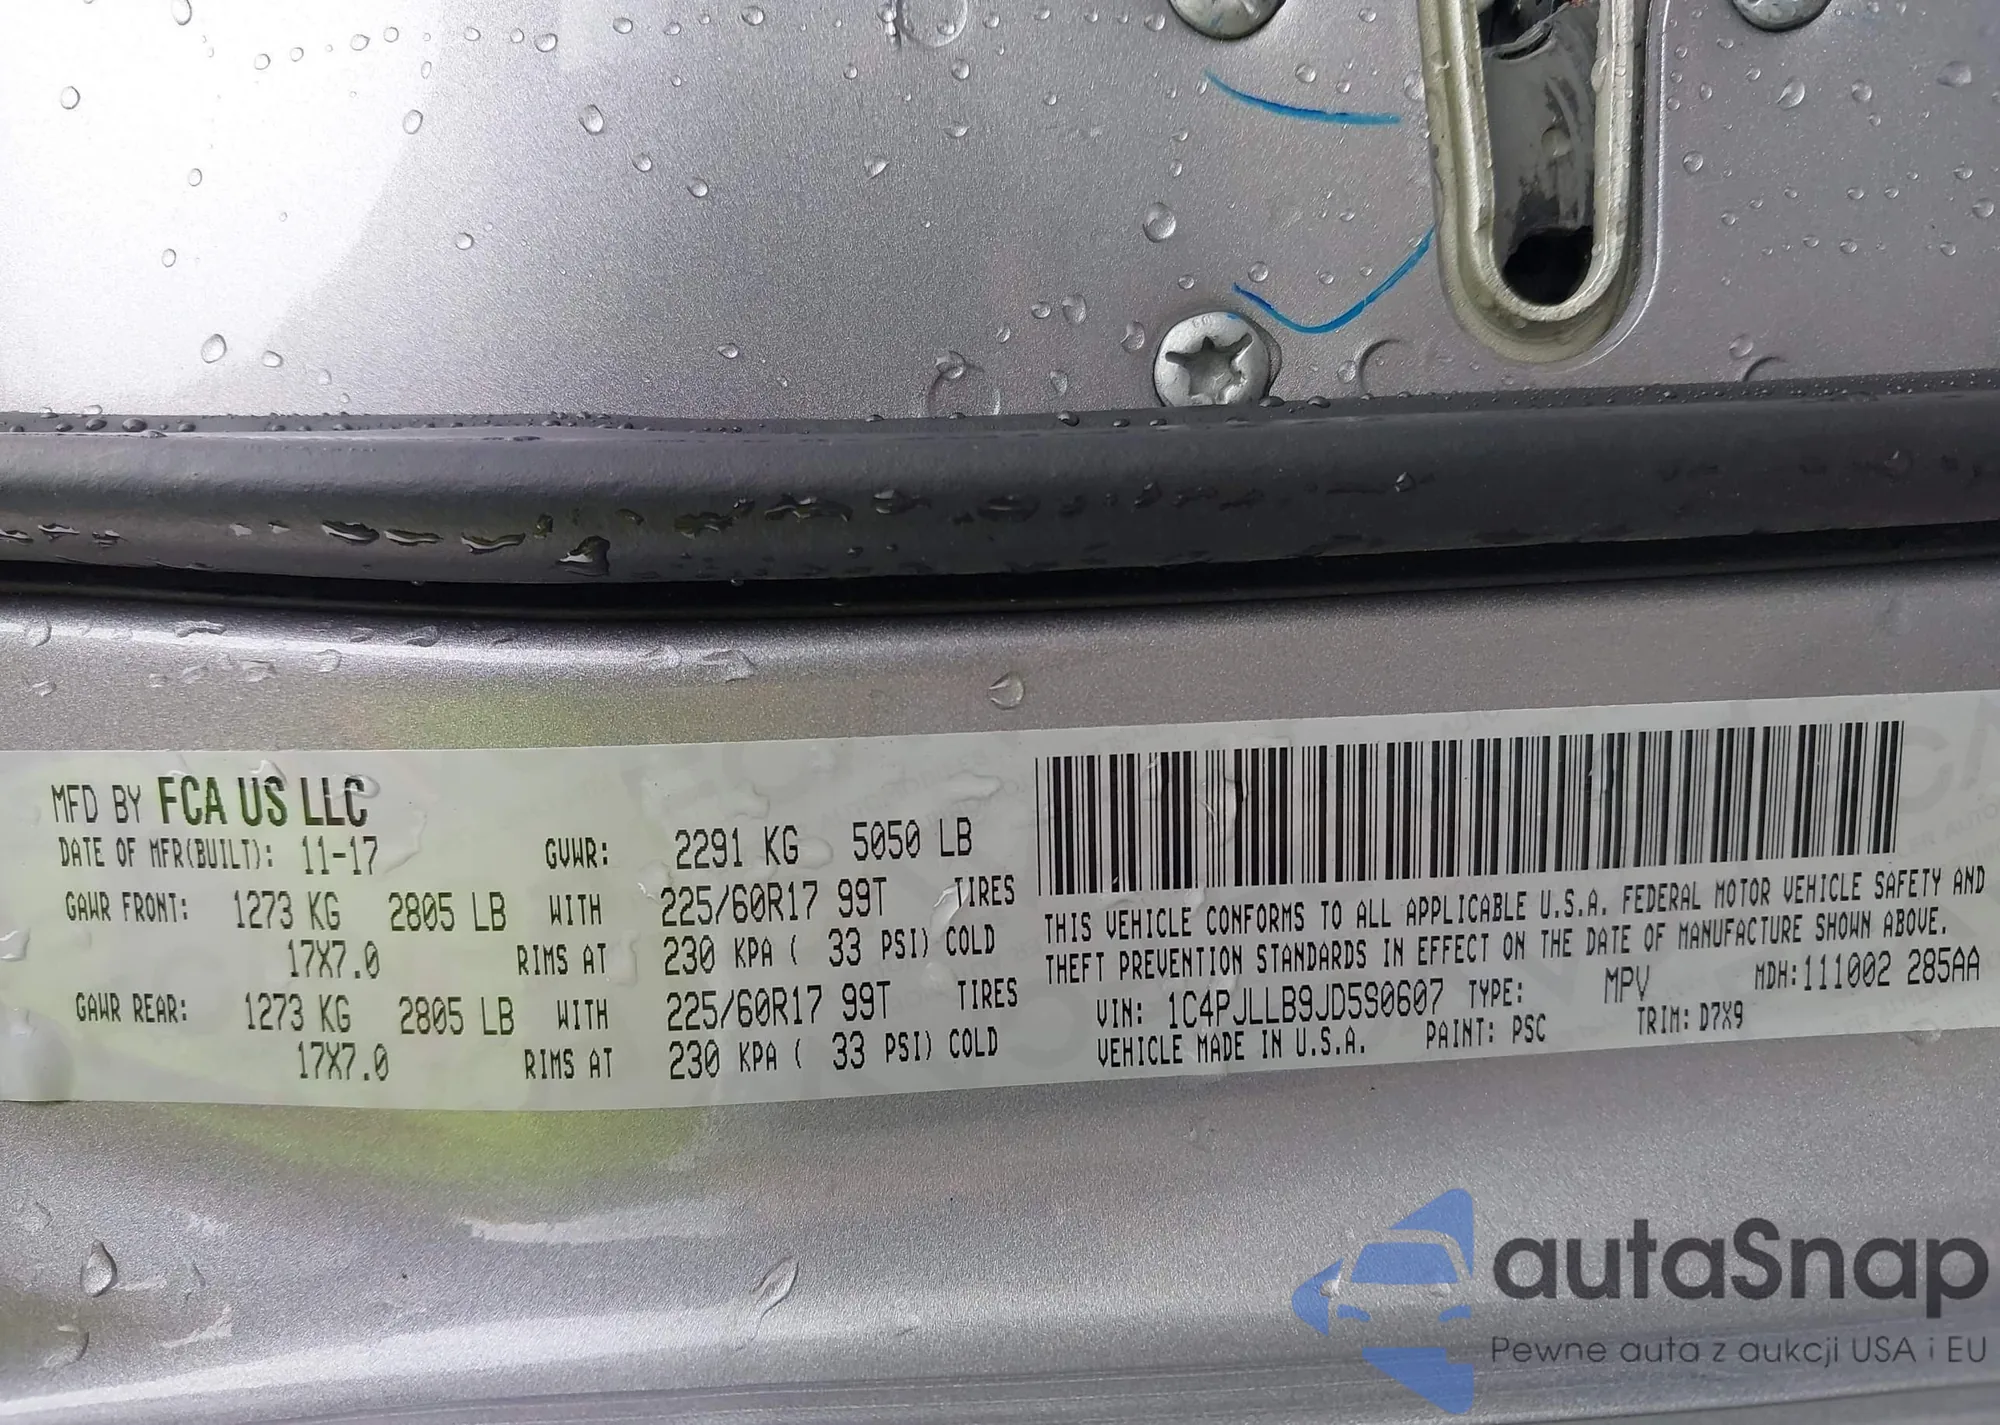 MFD BY FCA US LLC
DATE OF MFR(BUILT): 11-17 GVWR: 2291 KG 5050 LB
GAWR FRONT: 1273 KG 2805 LB WITH 225/60R17 99T TIRES
17X7.0 RIMS AT 230 KPA ( 33 PSI) COLD
GAWR REAR: 1273 KG 2805 LB WITH 225/60R17 99T TIRES
17X7.0 RIMS AT 230 KPA ( 33 PSI) COLD
THIS VEHICLE CONFORMS TO ALL APPLICABLE U.S.A. FEDERAL MOTOR VEHICLE SAFETY AND
THEFT PREVENTION STANDARDS IN EFFECT ON THE DATE OF MANUFACTURE SHOWN ABOVE.
VIN: 1C4PJLLB9JD590607 TYPE: MPV MDH:111002 285AA
VEHICLE MADE IN U.S.A. PAINT: PSC TRIM: D7X9
autaSnap
Pewne auta z aukcji USA i EU